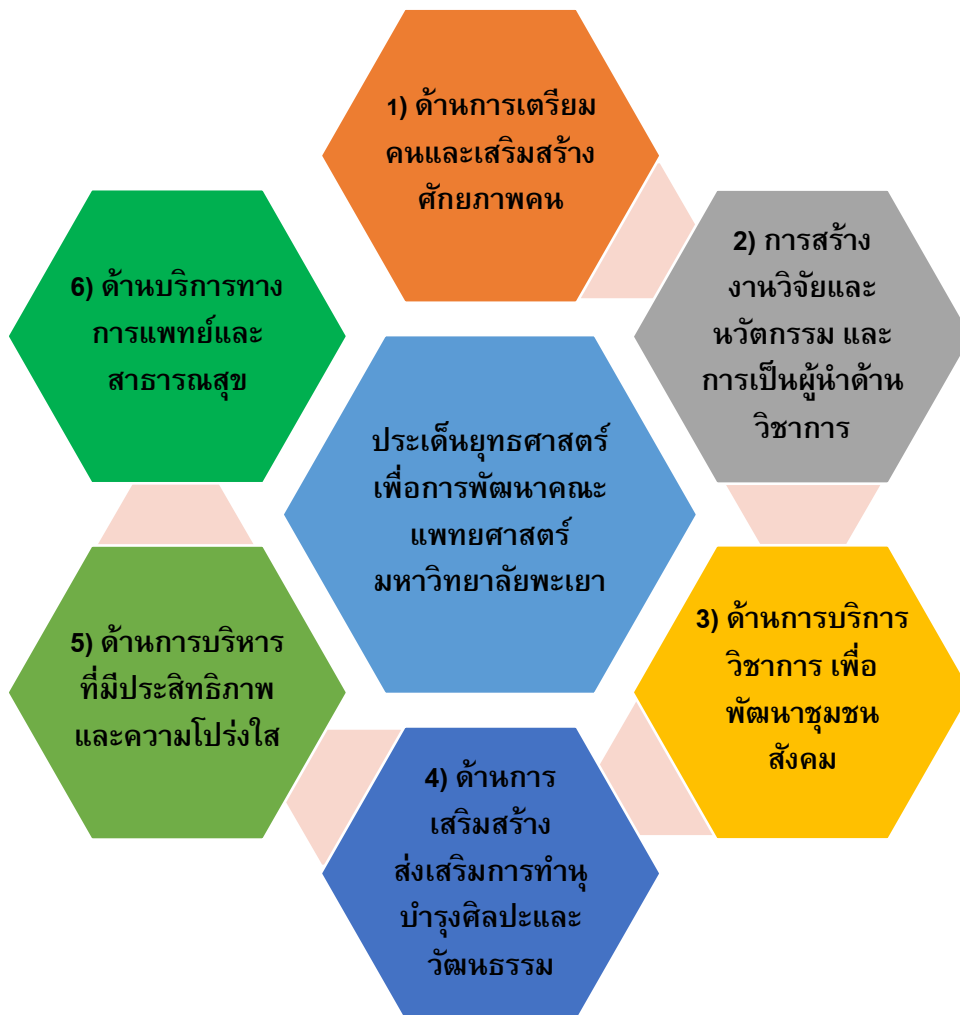 1) ด้านการเตรียม
คนและเสริมสร้าง
ศักยภาพคน
2) การสร้าง
งานวิจัยและ
นวัตกรรม และ
การเป็นผู้นำด้าน
วิชาการ
3) ด้านการบริการ
วิชาการ เพื่อ
พัฒนาชุมชน
สังคม
4) ด้านการ
เสริมสร้าง
ส่งเสริมการทำนุ
บำรุงศิลปะและ
วัฒนธรรม
5) ด้านการบริหาร
ที่มีประสิทธิภาพ
และความโปร่งใส
6) ด้านบริการทาง
การแพทย์และ
สาธารณสุข
ประเด็นยุทธศาสตร์
เพื่อการพัฒนาคณะ
แพทยศาสตร์
มหาวิทยาลัยพะเยา